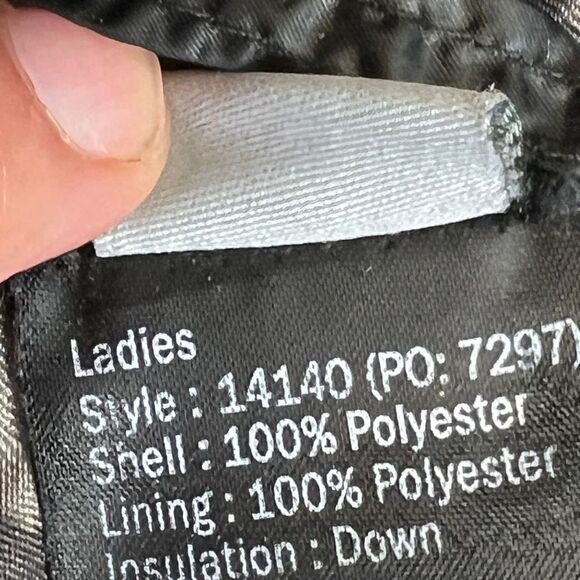 Ladies
Style : 14140 (PO: 7297)
Shell : 100% Polyester
Lining : 100% Polyester
Insulation : Down